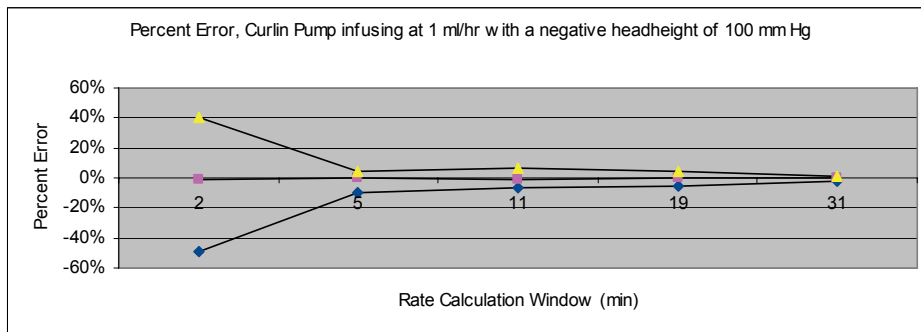 Percent Error, Curlin Pump infusing at 1 ml/hr with a negative headheight of 100 mm Hg
60%
40%
20%
0%
-20%
-40%
-60%
Percent Error
2 5 11 19 31
Rate Calculation Window (min)